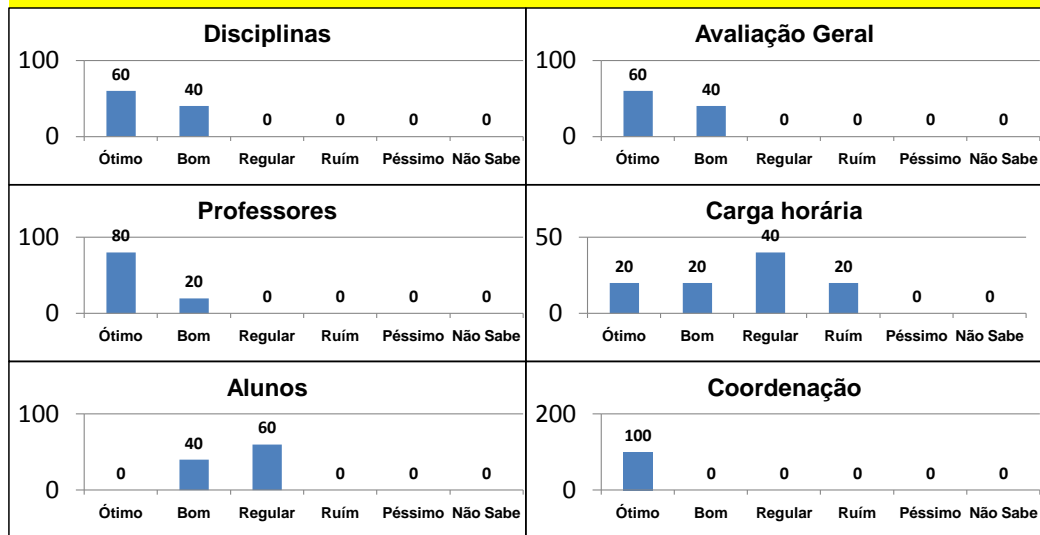 Disciplinas
100
60
40
0 0 0 0
0
Ótimo Bom Regular Ruím Péssimo Não Sabe
Avaliação Geral
100
60
40
0 0 0 0
0
Ótimo Bom Regular Ruím Péssimo Não Sabe
Professores
100
80
20
0 0 0 0
0
Ótimo Bom Regular Ruím Péssimo Não Sabe
Carga horária
50
40
20 20 20
0 0
0
Ótimo Bom Regular Ruím Péssimo Não Sabe
Alunos
100
60
40
0 0 0 0
0
Ótimo Bom Regular Ruím Péssimo Não Sabe
Coordenação
200
100
0 0 0 0 0
0
Ótimo Bom Regular Ruím Péssimo Não Sabe